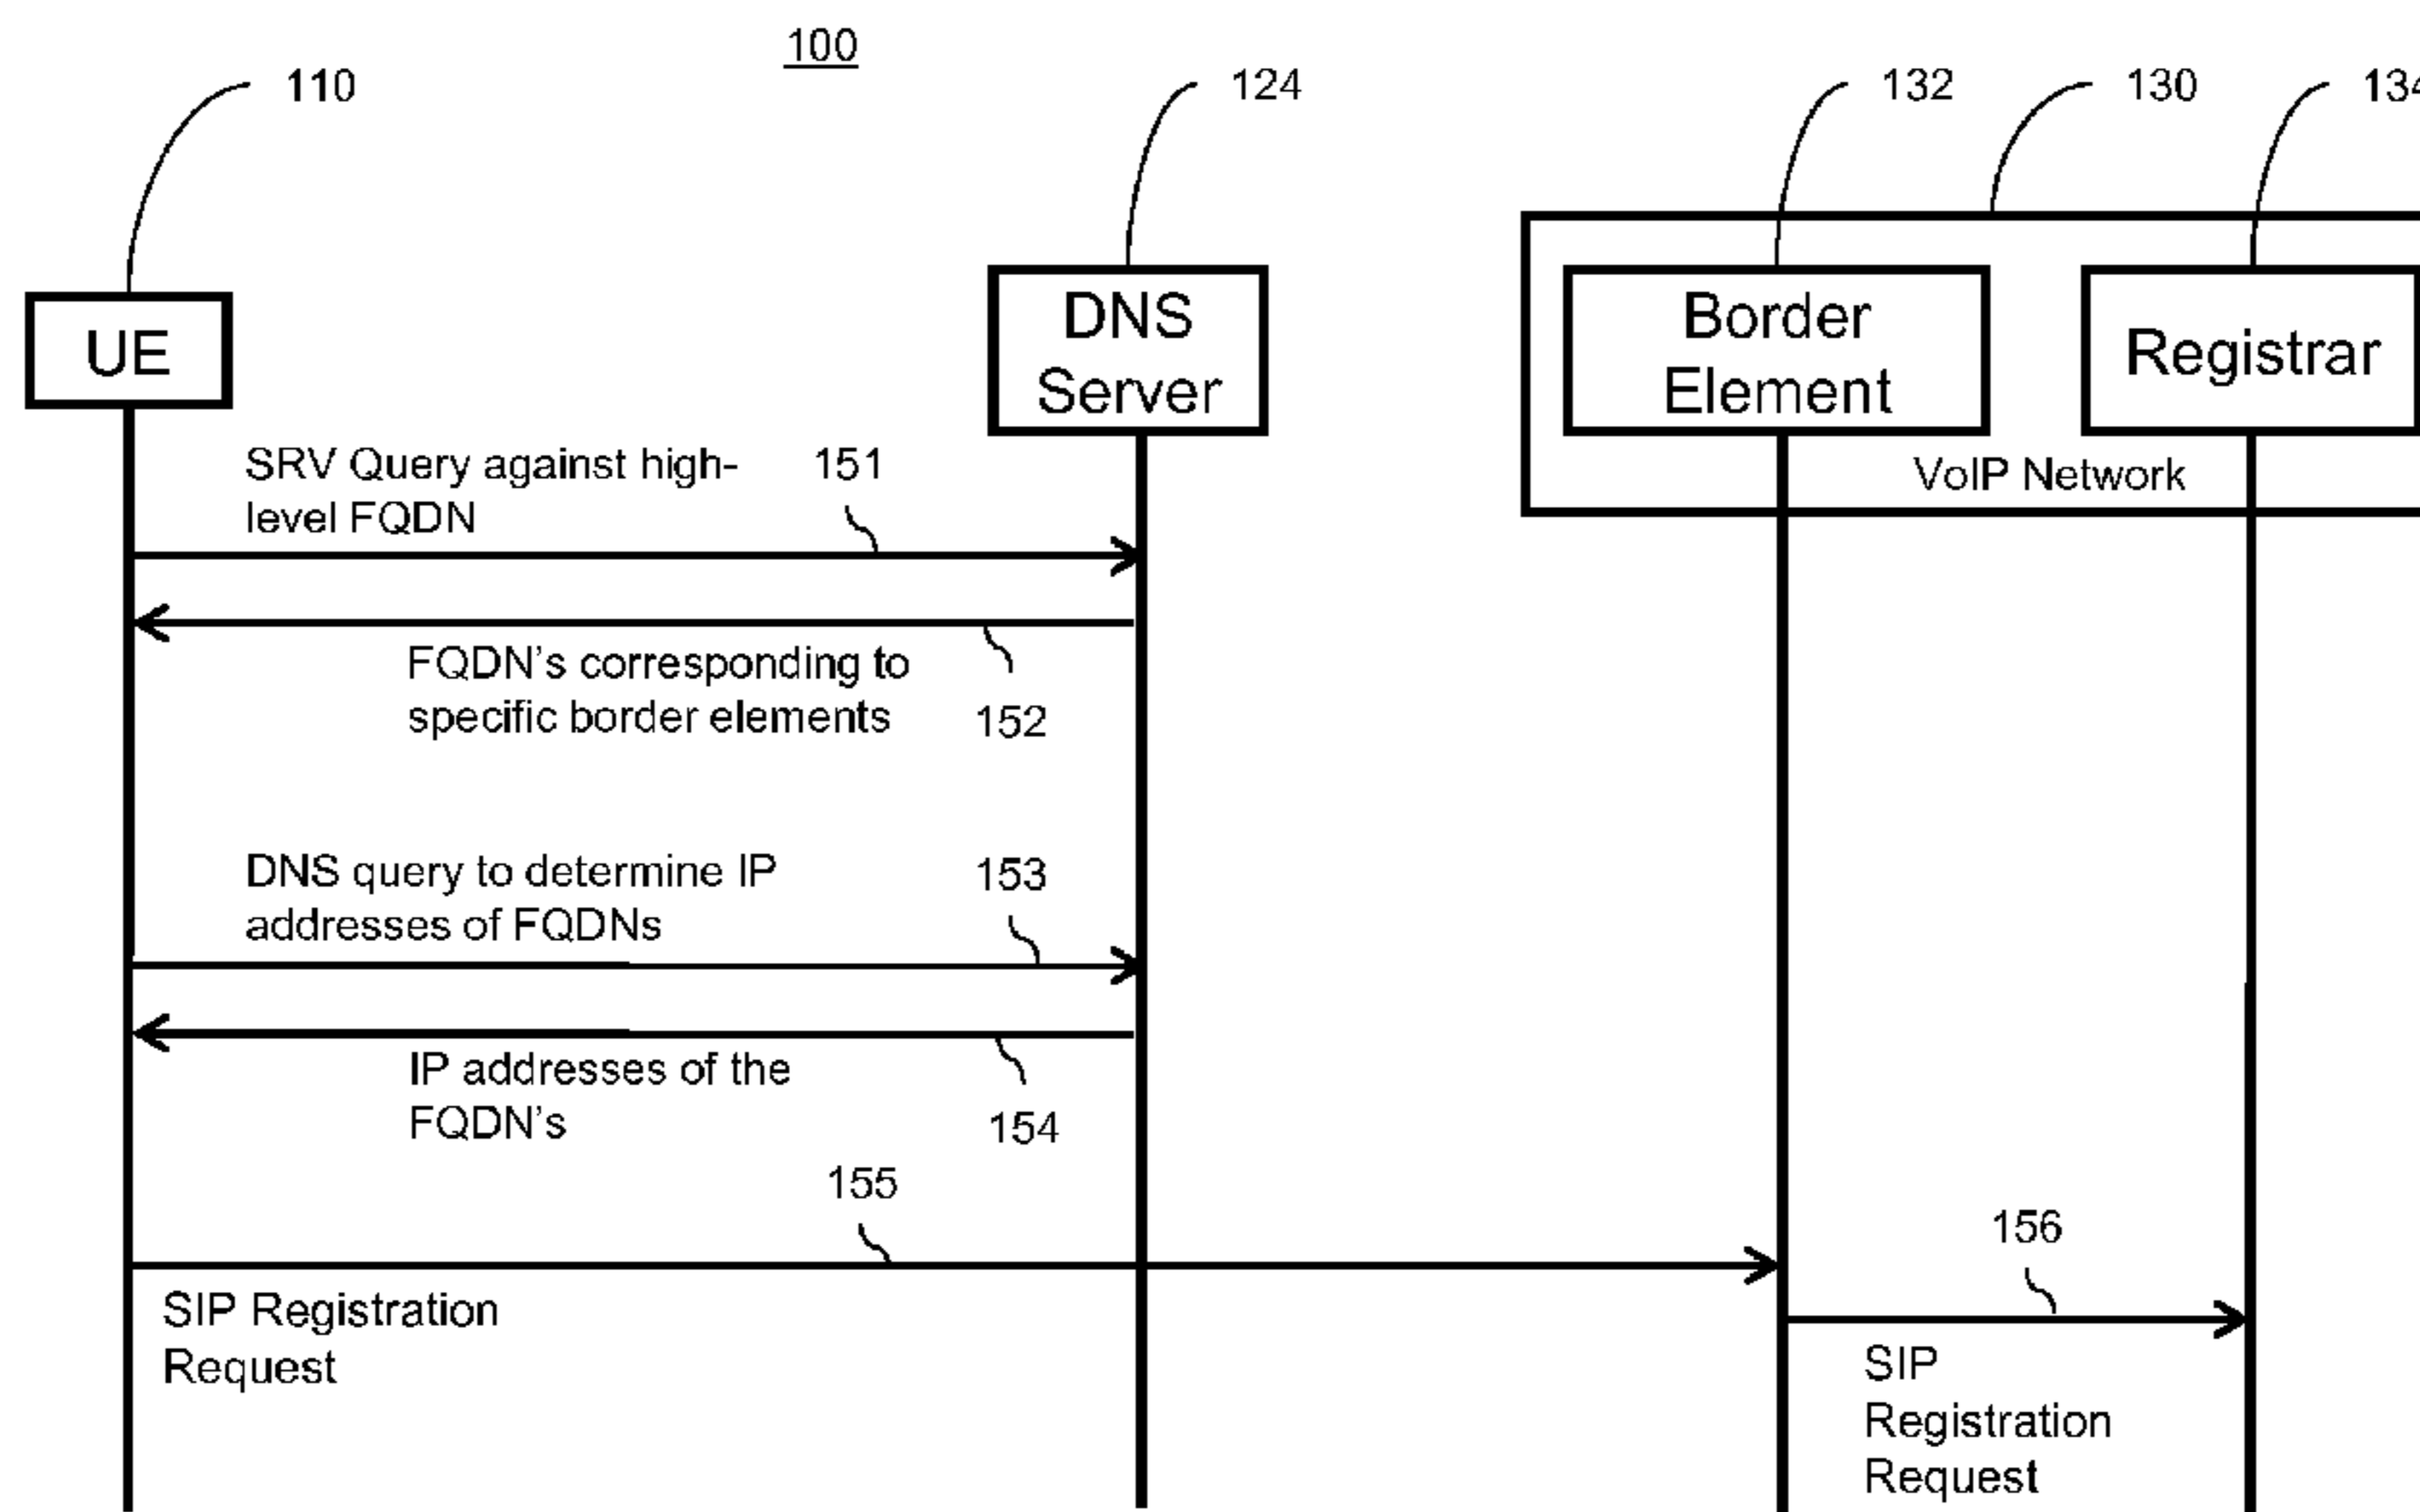 100
110
124
132
130
134
UE
DNS
Server
Border
Element
Registrar
VoIP Network
SRV Query against high-
level FQDN
151
FQDN's corresponding to
specific border elements
152
DNS query to determine IP
addresses of FQDNs
153
IP addresses of the
FQDN's
154
155
SIP Registration
Request
156
SIP
Registration
Request